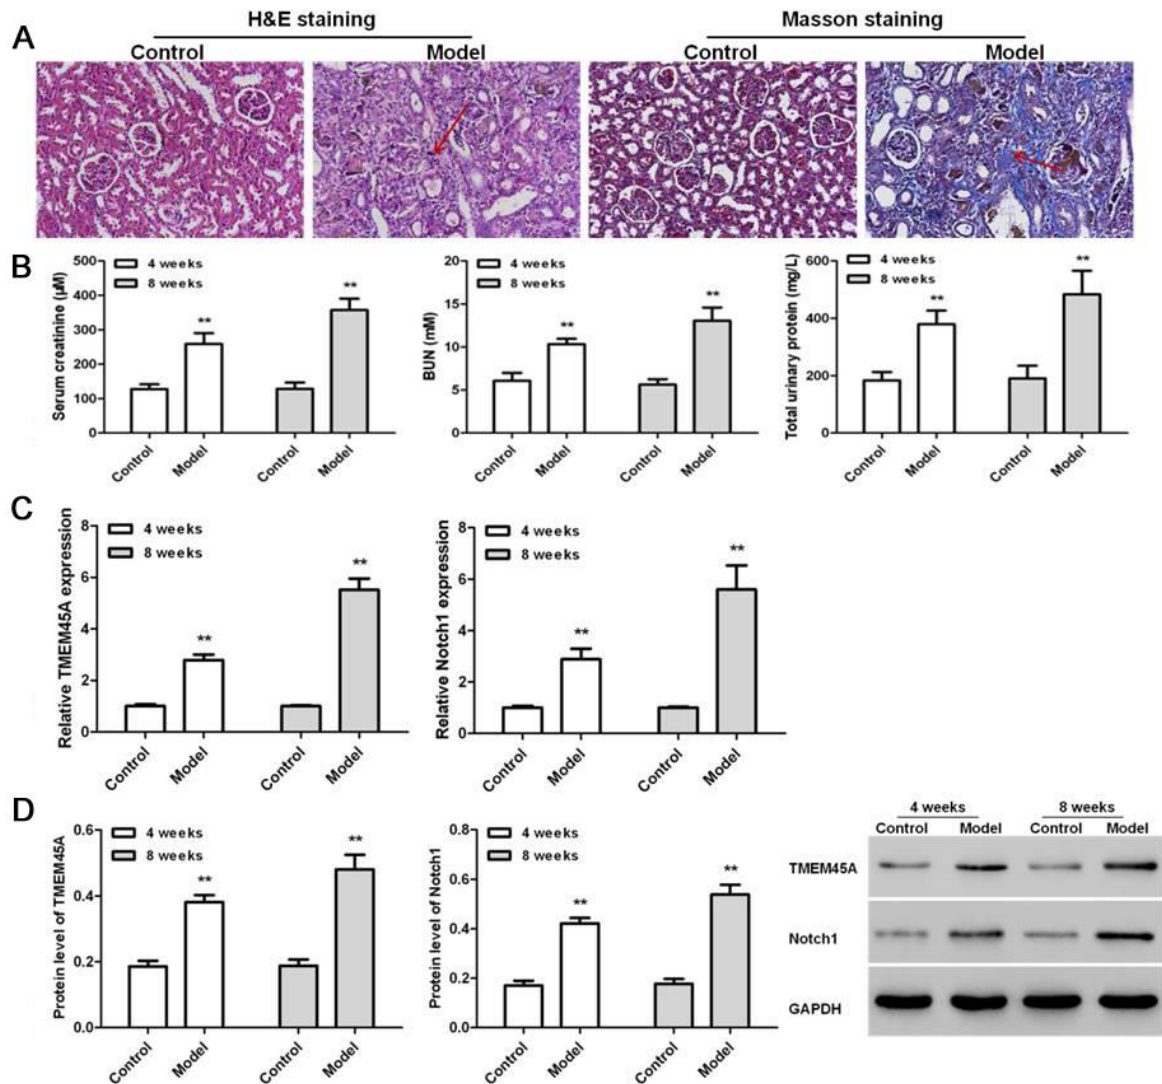 A
H&E staining
Masson staining
Control
Model
Control
Model
B
Serum creatinine (μM)
500
400
300
200
100
0
4 weeks
8 weeks
**
**
Control
Model
Control
Model
BUN (mM)
20
15
10
5
0
4 weeks
8 weeks
**
**
Control
Model
Control
Model
Total urinary protein (mg/L)
600
400
200
0
4 weeks
8 weeks
**
**
Control
Model
Control
Model
C
Relative TMEM45A expression
8
6
4
2
0
4 weeks
8 weeks
**
**
Control
Model
Control
Model
Relative Notch1 expression
8
6
4
2
0
4 weeks
8 weeks
**
**
Control
Model
Control
Model
D
Protein level of TMEM45A
0.6
0.4
0.2
0.0
4 weeks
8 weeks
**
**
Control
Model
Control
Model
Protein level of Notch1
0.8
0.6
0.4
0.2
0.0
4 weeks
8 weeks
**
**
Control
Model
Control
Model
4 weeks
8 weeks
Control
Model
Control
Model
TMEM45A
Notch1
GAPDH